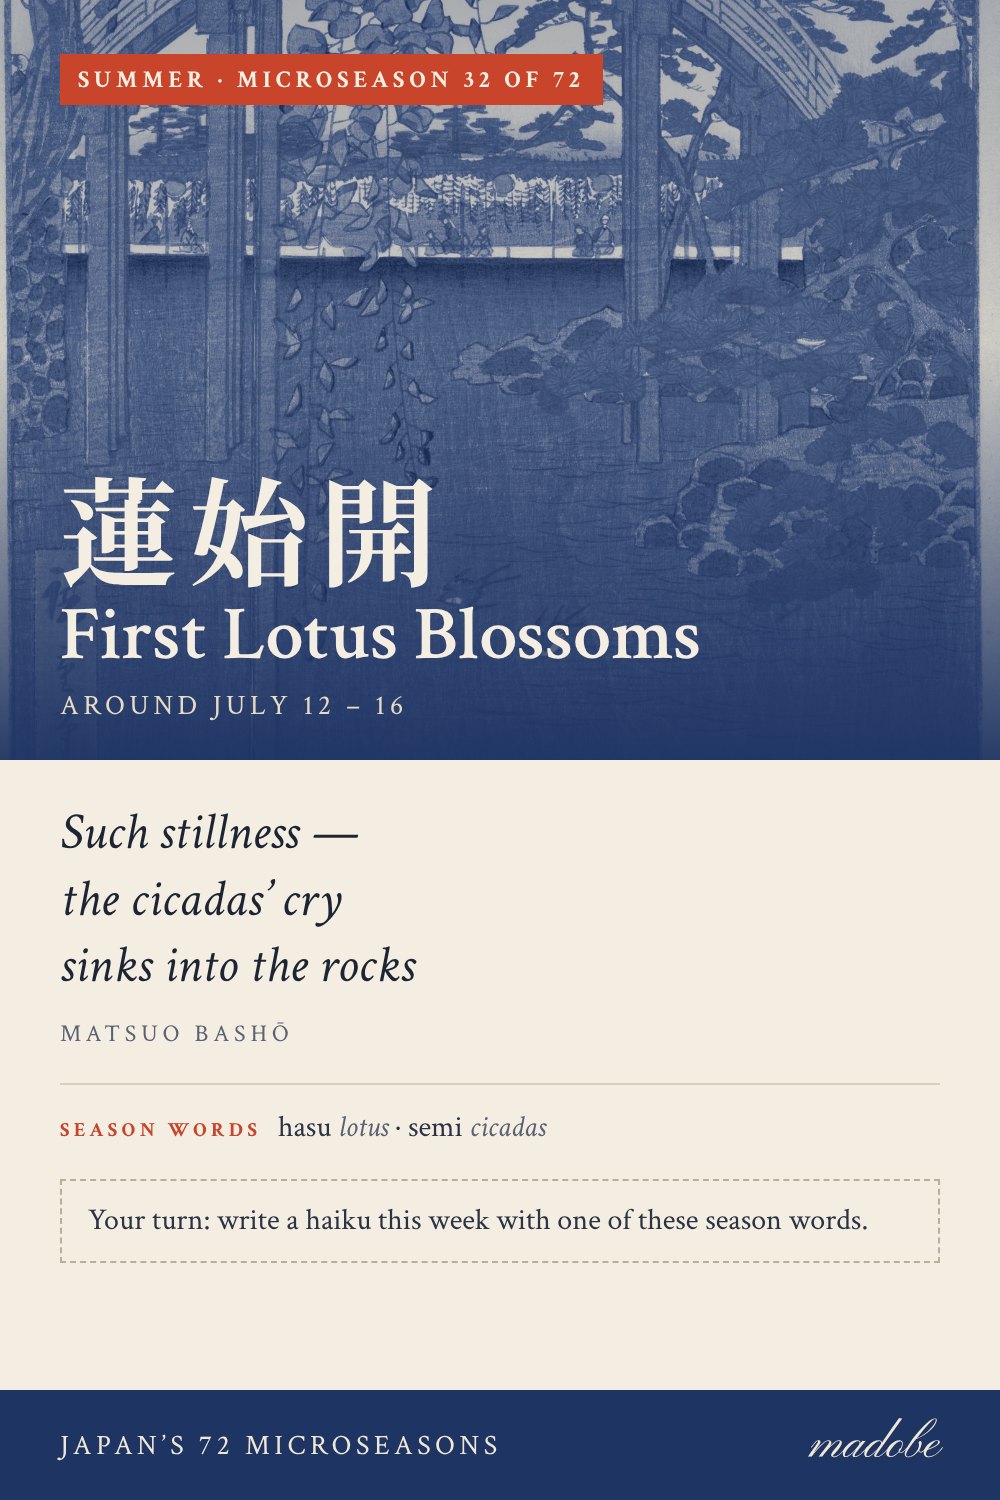 SUMMER · MICROSEASON 32 OF 72
蓮始開
First Lotus Blossoms
AROUND JULY 12 – 16
Such stillness —
the cicadas’ cry
sinks into the rocks
MATSUO BASHŌ
SEASON WORDS hasu lotus · semi cicadas
Your turn: write a haiku this week with one of these season words.
JAPAN’S 72 MICROSEASONS
madobe